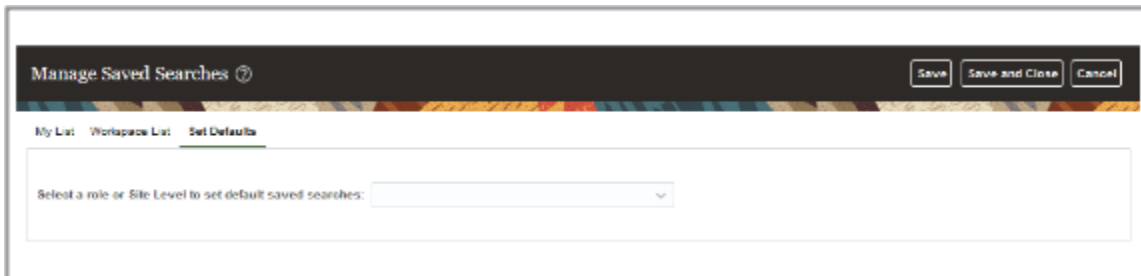 Manage Saved Searches ?
Save Save and Close Cancel
My List Workspace List Set Defaults
Select a role or Site Level to set default saved searches: